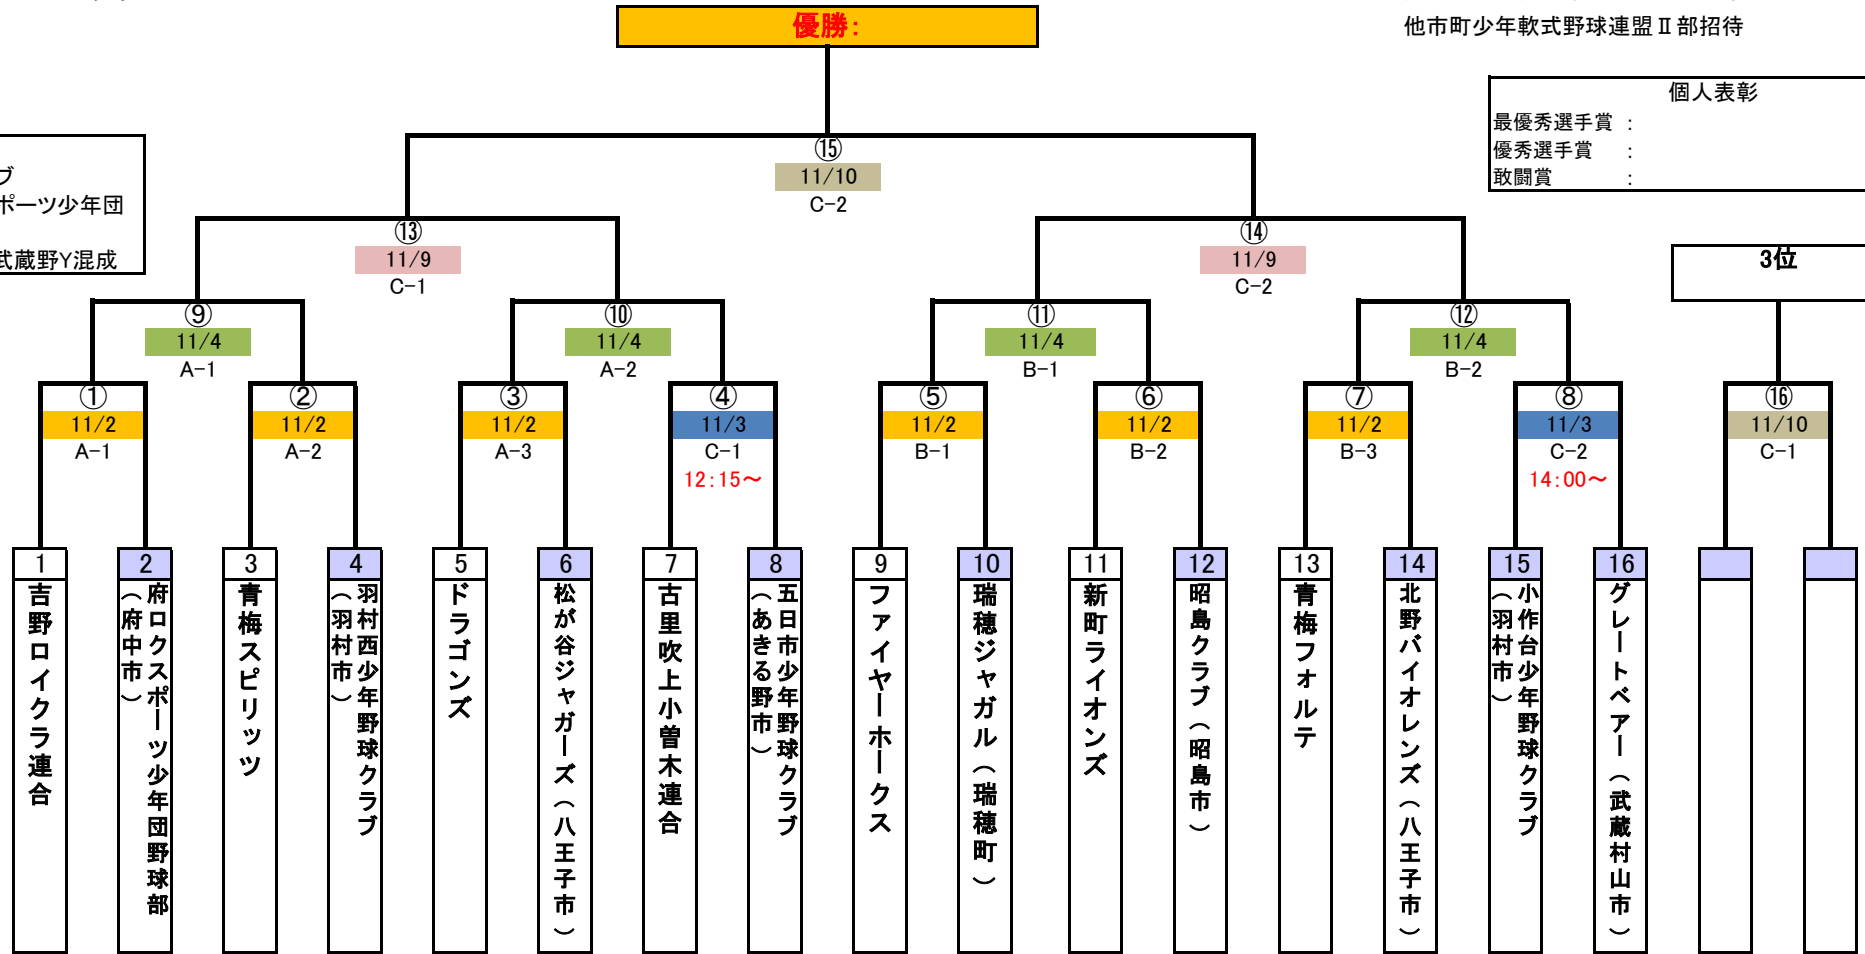 優勝：
他市町少年軟式野球連盟Ⅱ部招待
個人表彰
最優秀選手賞 ：
優秀選手賞 ：
敢闘賞 ：
ブ
ポーツ少年団
武蔵野Y混成
⑮
11/10
C-2
⑬
11/9
C-1
⑭
11/9
C-2
3位
⑨
11/4
A-1
⑩
11/4
A-2
⑪
11/4
B-1
⑫
11/4
B-2
①
11/2
A-1
②
11/2
A-2
③
11/2
A-3
④
11/3
C-1
12:15～
⑤
11/2
B-1
⑥
11/2
B-2
⑦
11/2
B-3
⑧
11/3
C-2
14:00～
⑯
11/10
C-1
1
吉野ロイクラ連合
2
府ロクスポーツ少年団野球部
（府中市）
3
青梅スピリッツ
4
羽村西少年野球クラブ
（羽村市）
5
ドラゴンズ
6
松が谷ジャガーズ（八王子市）
7
古里吹上小曽木連合
8
五日市少年野球クラブ
（あきる野市）
9
ファイヤーホークス
10
瑞穂ジャガル（瑞穂町）
11
新町ライオンズ
12
昭島クラブ（昭島市）
13
青梅フォルテ
14
北野バイオレンズ（八王子市）
15
小作台少年野球クラブ
（羽村市）
16
グレートベアー（武蔵村山市）